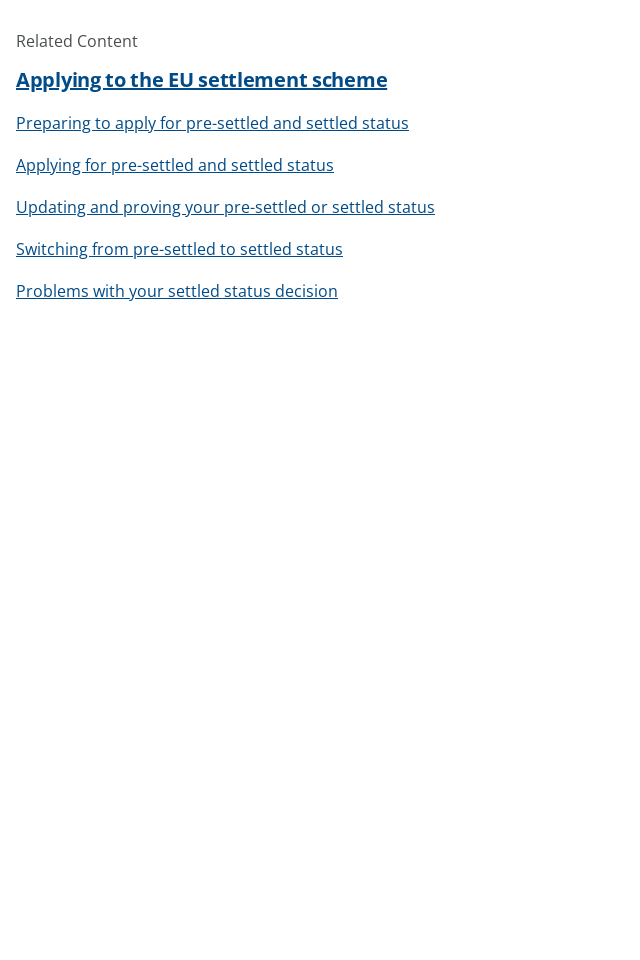 Related Content
Applying to the EU settlement scheme
Preparing to apply for pre-settled and settled status
Applying for pre-settled and settled status
Updating and proving your pre-settled or settled status
Switching from pre-settled to settled status
Problems with your settled status decision